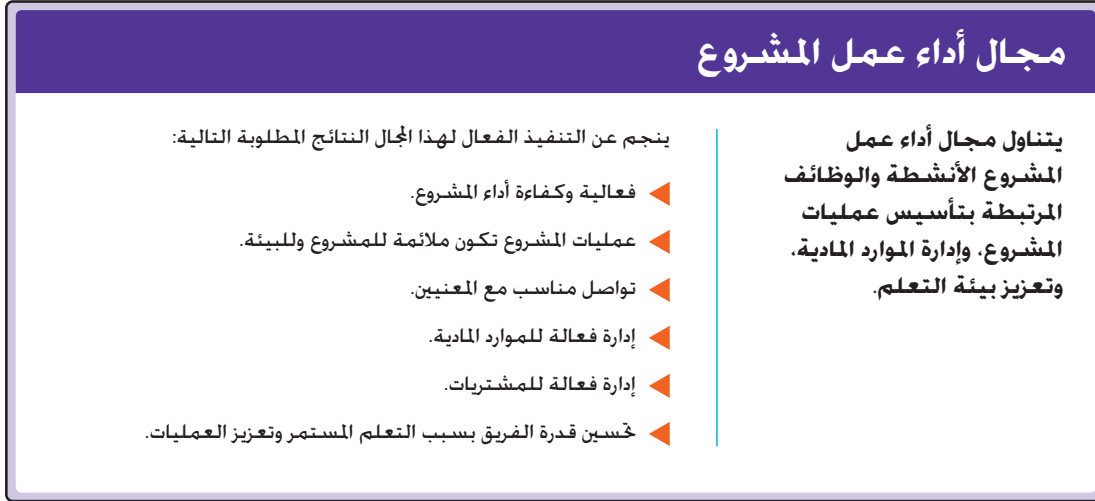 مجال أداء عمل المشروع
يتناول مجال أداء عمل
المشروع الأنشطة والوظائف
المرتبطة بتأسيس عمليات
المشروع، وإدارة الموارد المادية،
وتعزيز بيئة التعلم.
ينجم عن التنفيذ الفعال لهذا المجال النتائج المطلوبة التالية:
فعالية وكفاءة أداء المشروع.
عمليات المشروع تكون ملائمة للمشروع وللبيئة.
تواصل مناسب مع المعنيين.
إدارة فعالة للموارد المادية.
إدارة فعالة للمشتريات.
تحسين قدرة الفريق بسبب التعلم المستمر وتعزيز العمليات.